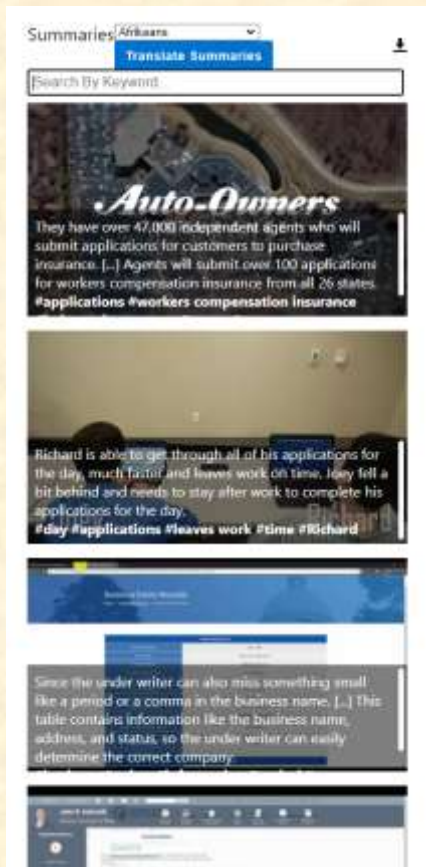 Summaries
Afrikaans
Translate Summaries
Search By Keyword
Auto-Owners
They have over 47,000 independent agents who will
submit applications for customers to purchase
insurance. [...] Agents will submit over 100 applications
for workers compensation insurance from all 26 states.
#applications #workers compensation insurance
Richard is able to get through all of his applications for
the day, much faster and leaves work on time. Joey fell a
bit behind and needs to stay after work to complete his
applications for the day.
#day #applications #leaves work #time #Richard
Richard
Since the under writer can also miss something small
like a period or a comma in the business name. [...] This
table contains information like the business name,
address, and status, so the under writer can easily
determine the correct company.